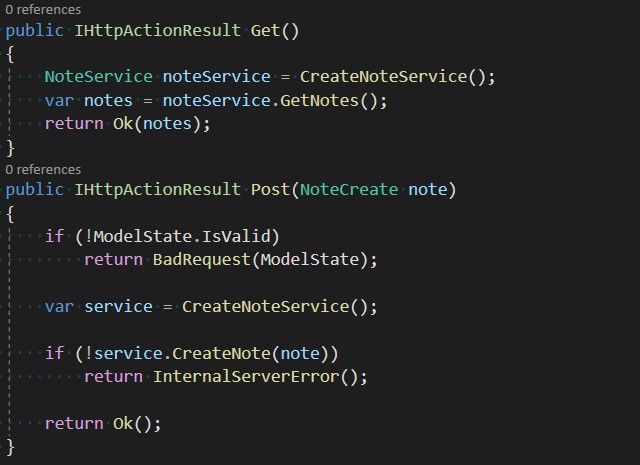 0 references
public IHttpActionResult Get()
{
    NoteService noteService = CreateNoteService();
    var notes = noteService.GetNotes();
    return Ok(notes);
}
0 references
public IHttpActionResult Post(NoteCreate note)
{
    if (!ModelState.IsValid)
        return BadRequest(ModelState);

    var service = CreateNoteService();

    if (!service.CreateNote(note))
        return InternalServerError();

    return Ok();
}